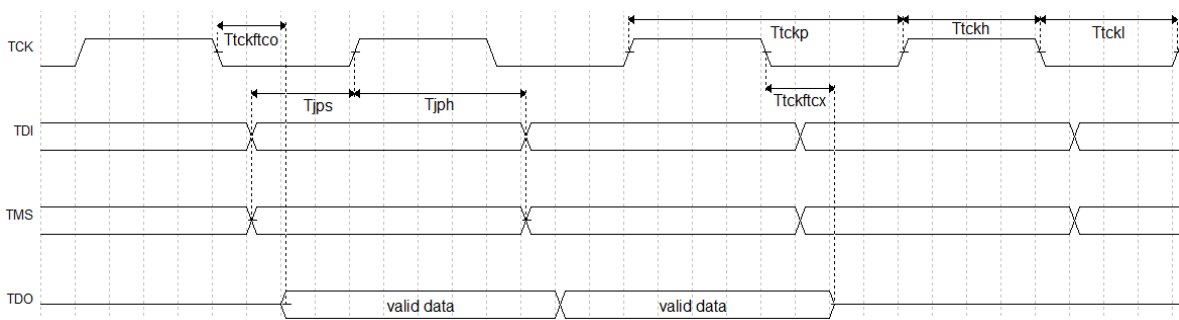 Ttckftco
Ttckp
Ttckh
Ttckl
TCK
Tjps
Tjph
Ttckftcx
TDI
TMS
TDO
valid data
valid data